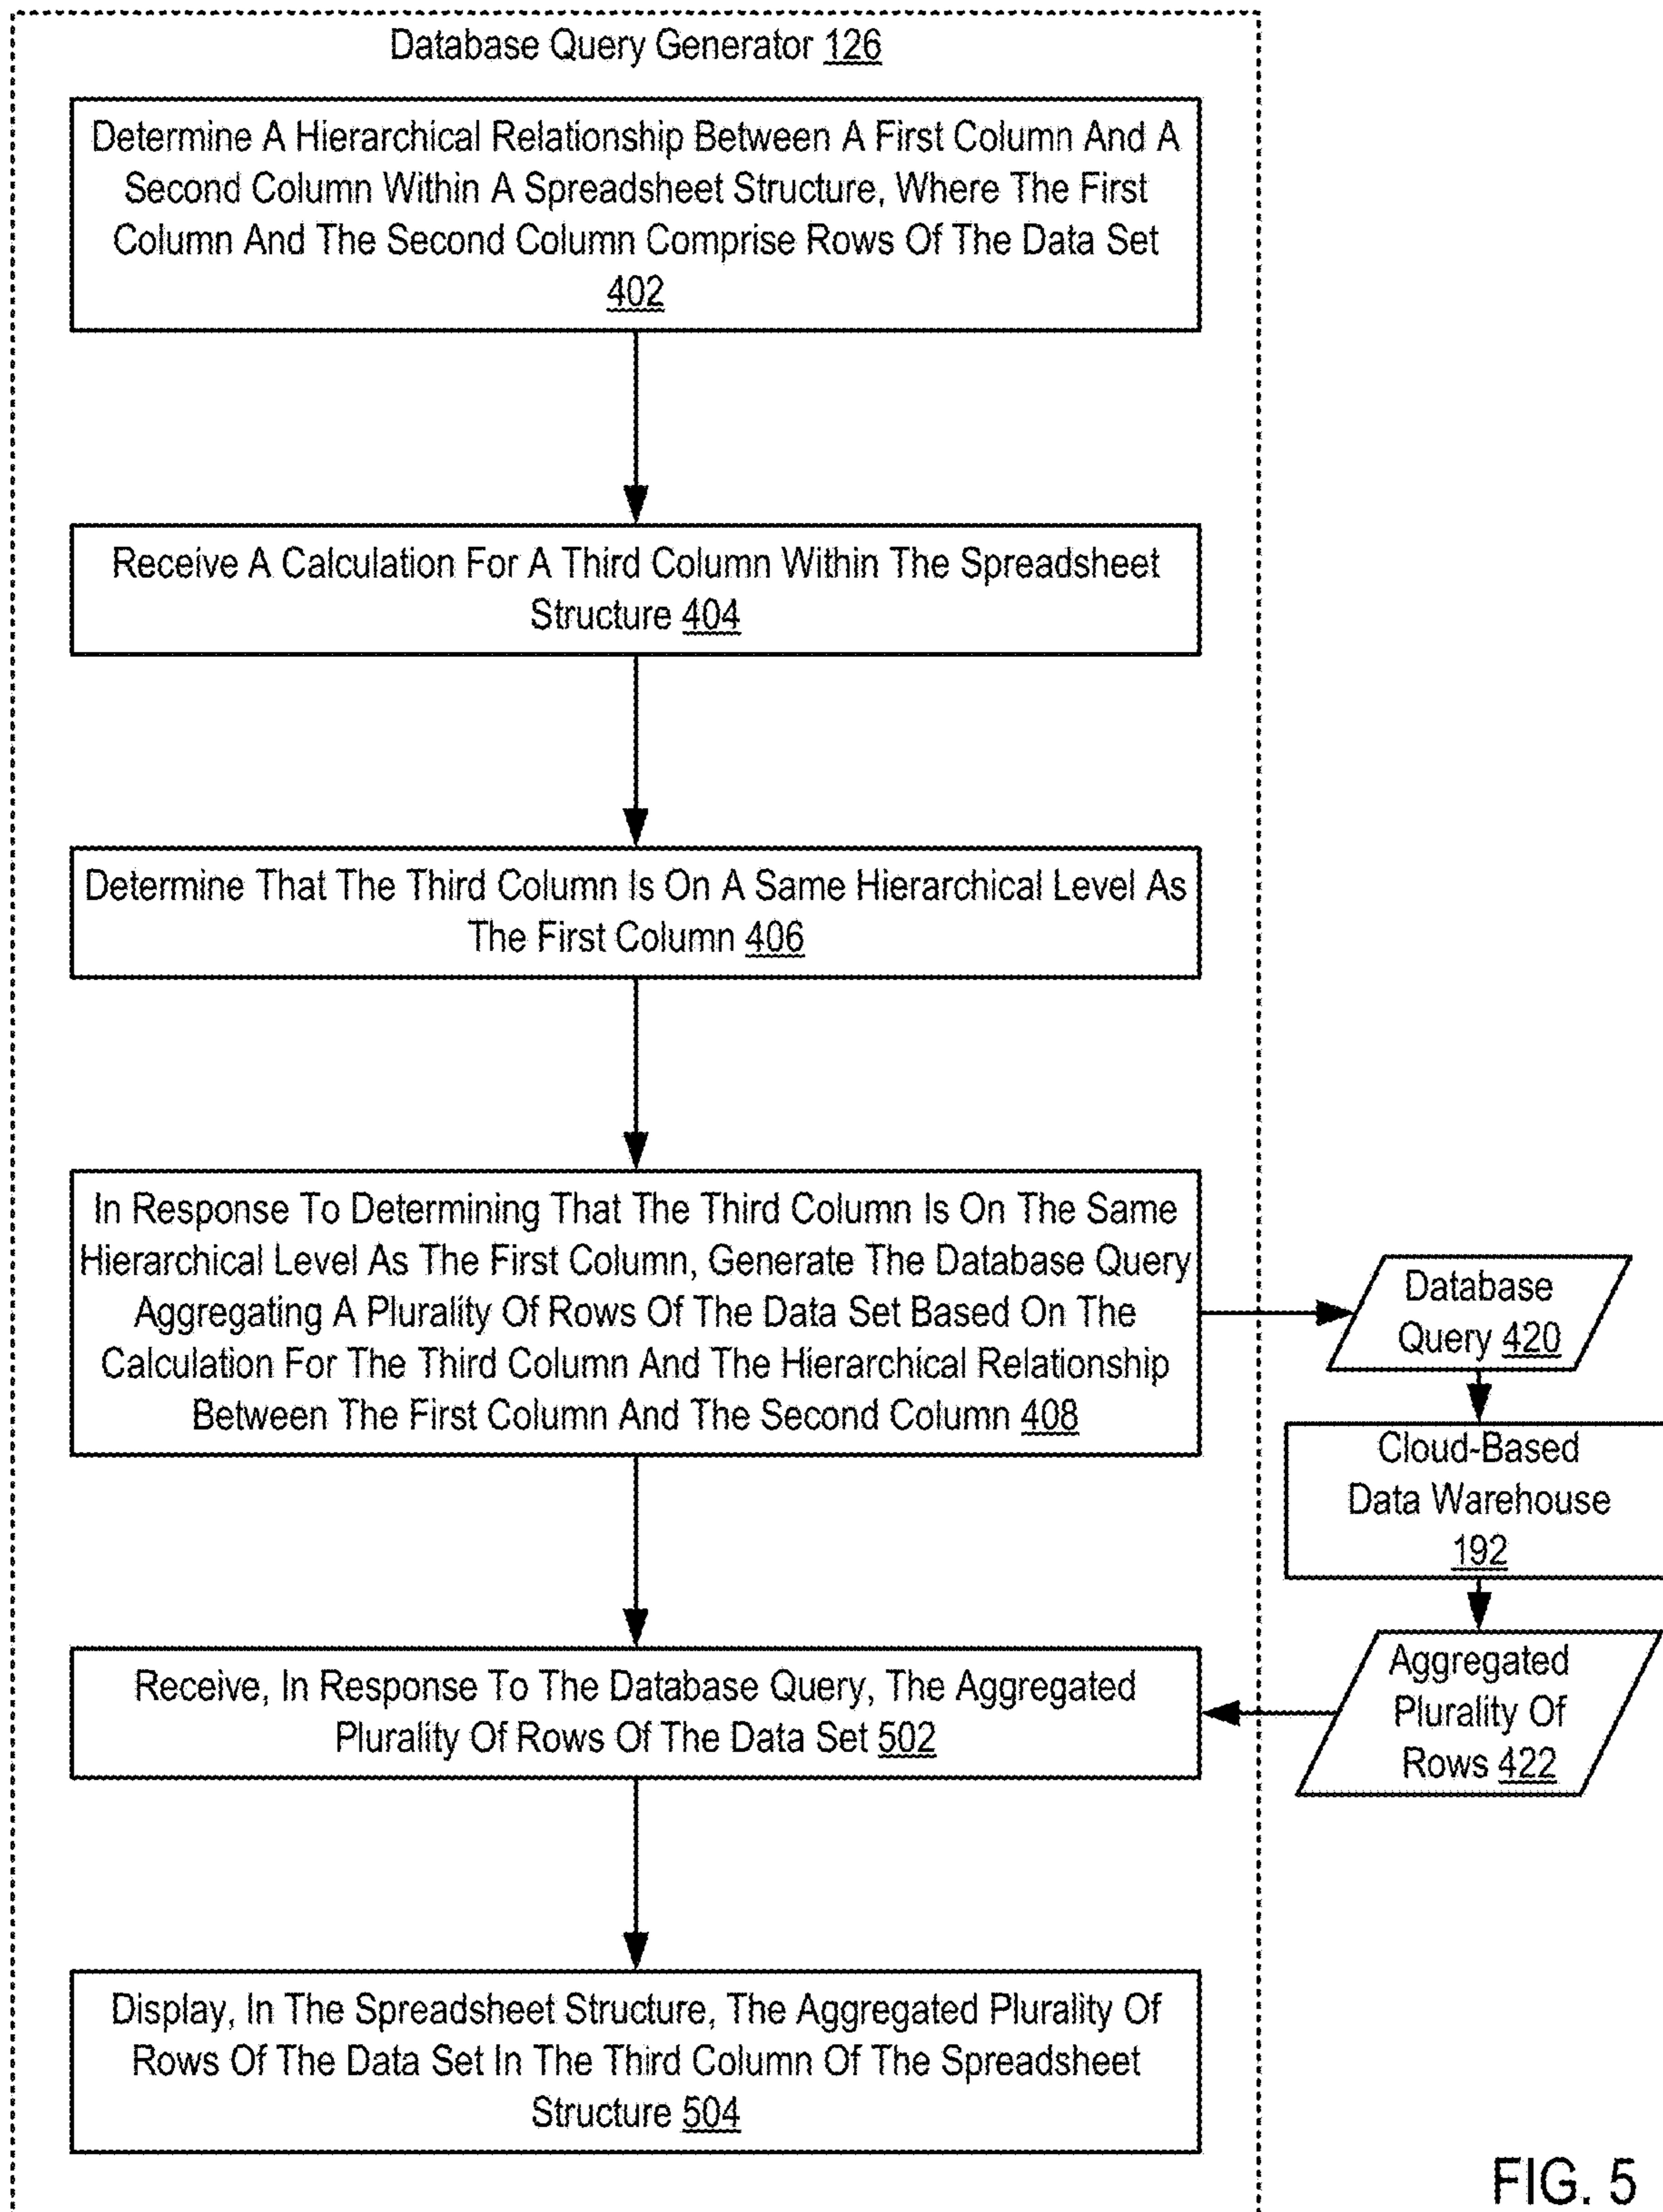 Database Query Generator 126
Determine A Hierarchical Relationship Between A First Column And A
Second Column Within A Spreadsheet Structure, Where The First
Column And The Second Column Comprise Rows Of The Data Set
402
Receive A Calculation For A Third Column Within The Spreadsheet
Structure 404
Determine That The Third Column Is On A Same Hierarchical Level As
The First Column 406
In Response To Determining That The Third Column Is On The Same
Hierarchical Level As The First Column, Generate The Database Query
Aggregating A Plurality Of Rows Of The Data Set Based On The
Calculation For The Third Column And The Hierarchical Relationship
Between The First Column And The Second Column 408
Database
Query 420
Cloud-Based
Data Warehouse
192
Aggregated
Plurality Of
Rows 422
Receive, In Response To The Database Query, The Aggregated
Plurality Of Rows Of The Data Set 502
Display, In The Spreadsheet Structure, The Aggregated Plurality Of
Rows Of The Data Set In The Third Column Of The Spreadsheet
Structure 504
FIG. 5